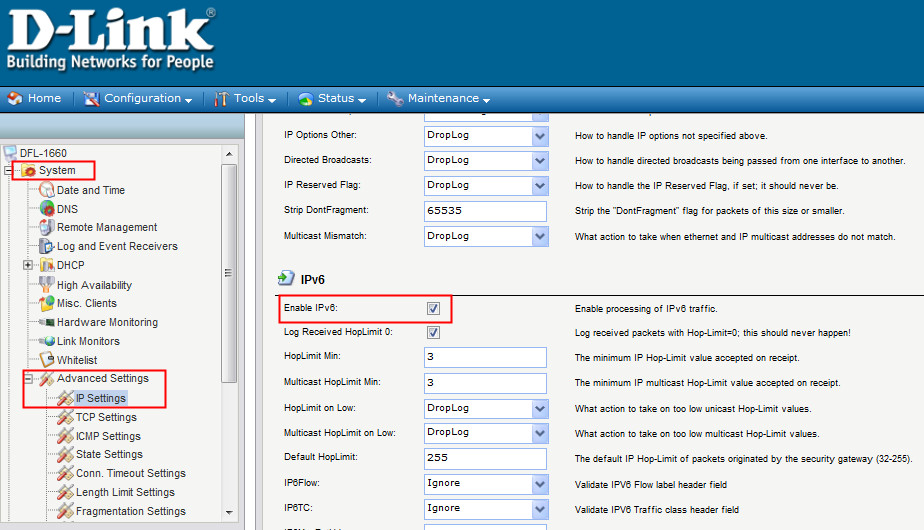 D-Link®
Building Networks for People
Home Configuration Tools Status Maintenance
DFL-1660
System
Date and Time
DNS
Remote Management
Log and Event Receivers
DHCP
High Availability
Misc. Clients
Hardware Monitoring
Link Monitors
Whitelist
Advanced Settings
IP Settings
TCP Settings
ICMP Settings
State Settings
Conn. Timeout Settings
Length Limit Settings
Fragmentation Settings
IP Options Other: DropLog How to handle IP options not specified above.
Directed Broadcasts: DropLog How to handle directed broadcasts being passed from one interface to another.
IP Reserved Flag: DropLog How to handle the IP Reserved Flag, if set; it should never be.
Strip DontFragment: 65535 Strip the "DontFragment" flag for packets of this size or smaller.
Multicast Mismatch: DropLog What action to take when ethernet and IP multicast addresses do not match.
IPv6
Enable IPv6: Enable processing of IPv6 traffic.
Log Received HopLimit 0: Log received packets with Hop-Limit=0; this should never happen!
HopLimit Min: 3 The minimum IP Hop-Limit value accepted on receipt.
Multicast HopLimit Min: 3 The minimum IP multicast Hop-Limit value accepted on receipt.
HopLimit on Low: DropLog What action to take on too low unicast Hop-Limit values.
Multicast HopLimit on Low: DropLog What action to take on too low multicast Hop-Limit values.
Default HopLimit: 255 The default IP Hop-Limit of packets originated by the security gateway (32-255).
IP6Flow: Ignore Validate IPV6 Flow label header field
IP6TC: Ignore Validate IPV6 Traffic class header field